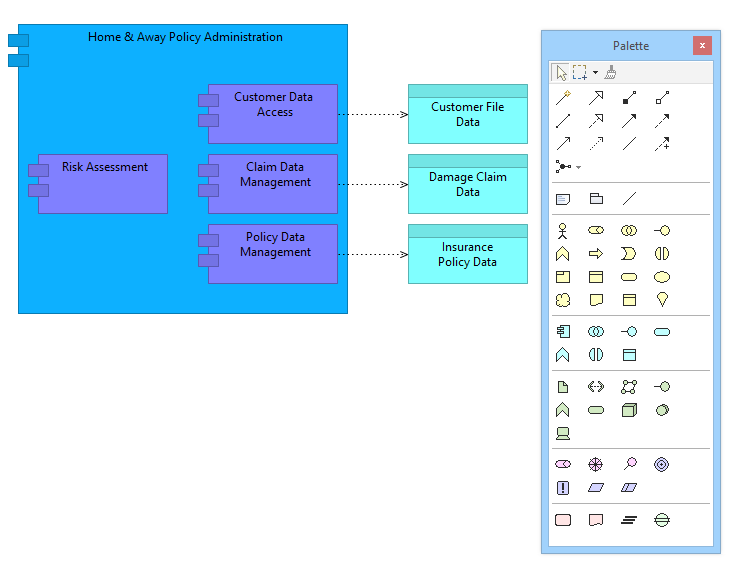 Home & Away Policy Administration
Customer Data
Access
Customer File
Data
Risk Assessment
Claim Data
Management
Damage Claim
Data
Policy Data
Management
Insurance
Policy Data
Palette
x